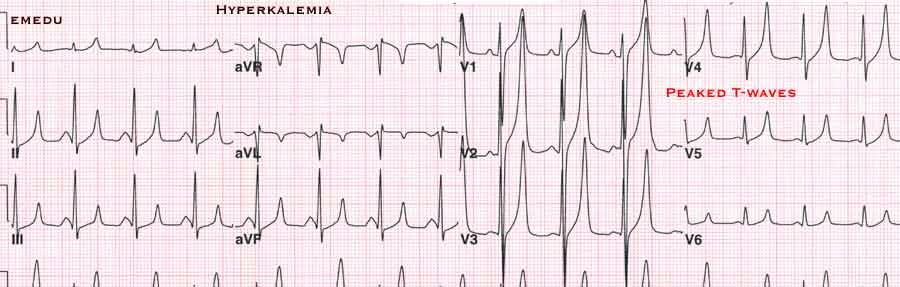 Hyperkalemia
EMEDU
I aVR V1 V4
Peaked T-waves
II aVL V2 V5
III aVF V3 V6